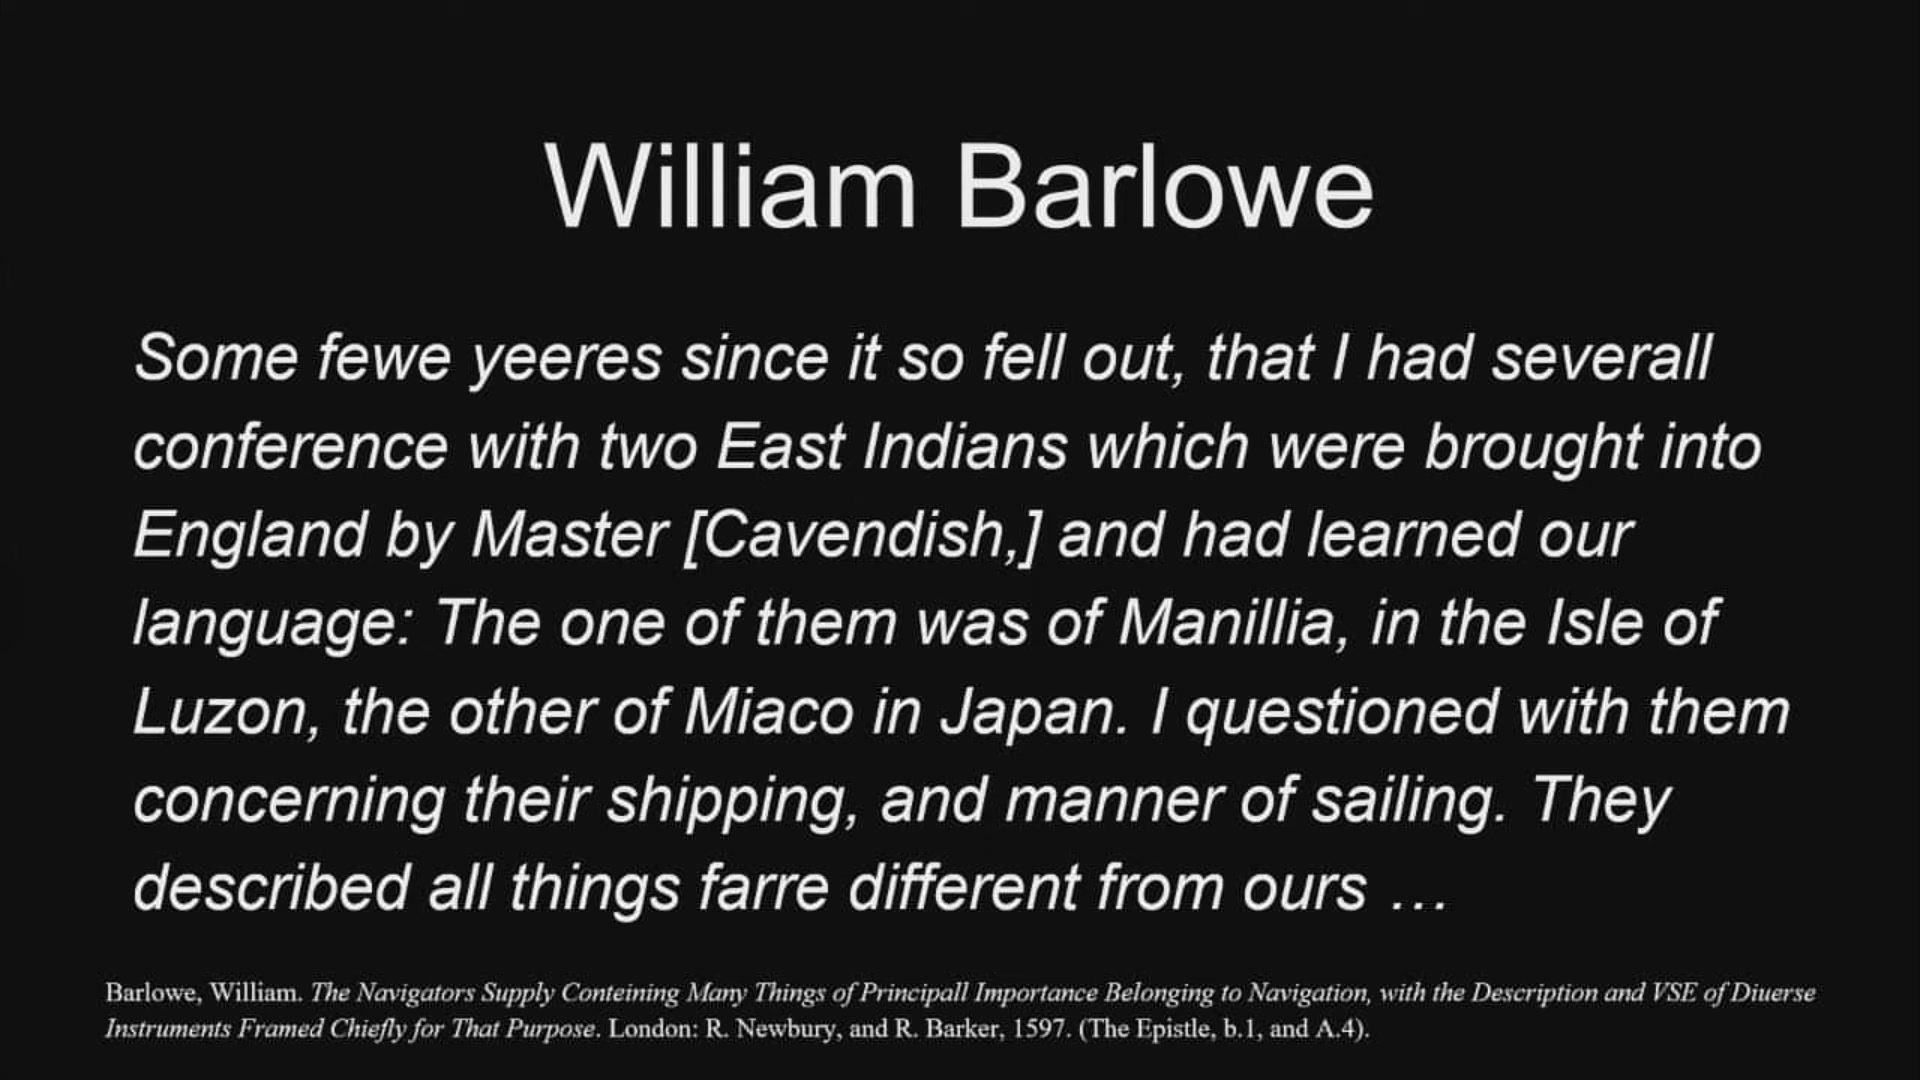 William Barlowe
Some fewe yeeres since it so fell out, that I had severall
conference with two East Indians which were brought into
England by Master [Cavendish,] and had learned our
language: The one of them was of Manillia, in the Isle of
Luzon, the other of Miaco in Japan. I questioned with them
concerning their shipping, and manner of sailing. They
described all things farre different from ours …
Barlowe, William. The Navigators Supply Conteining Many Things of Principall Importance Belonging to Navigation, with the Description and VSE of Diuerse
Instruments Framed Chiefly for That Purpose. London: R. Newbury, and R. Barker, 1597. (The Epistle, b.1, and A.4).